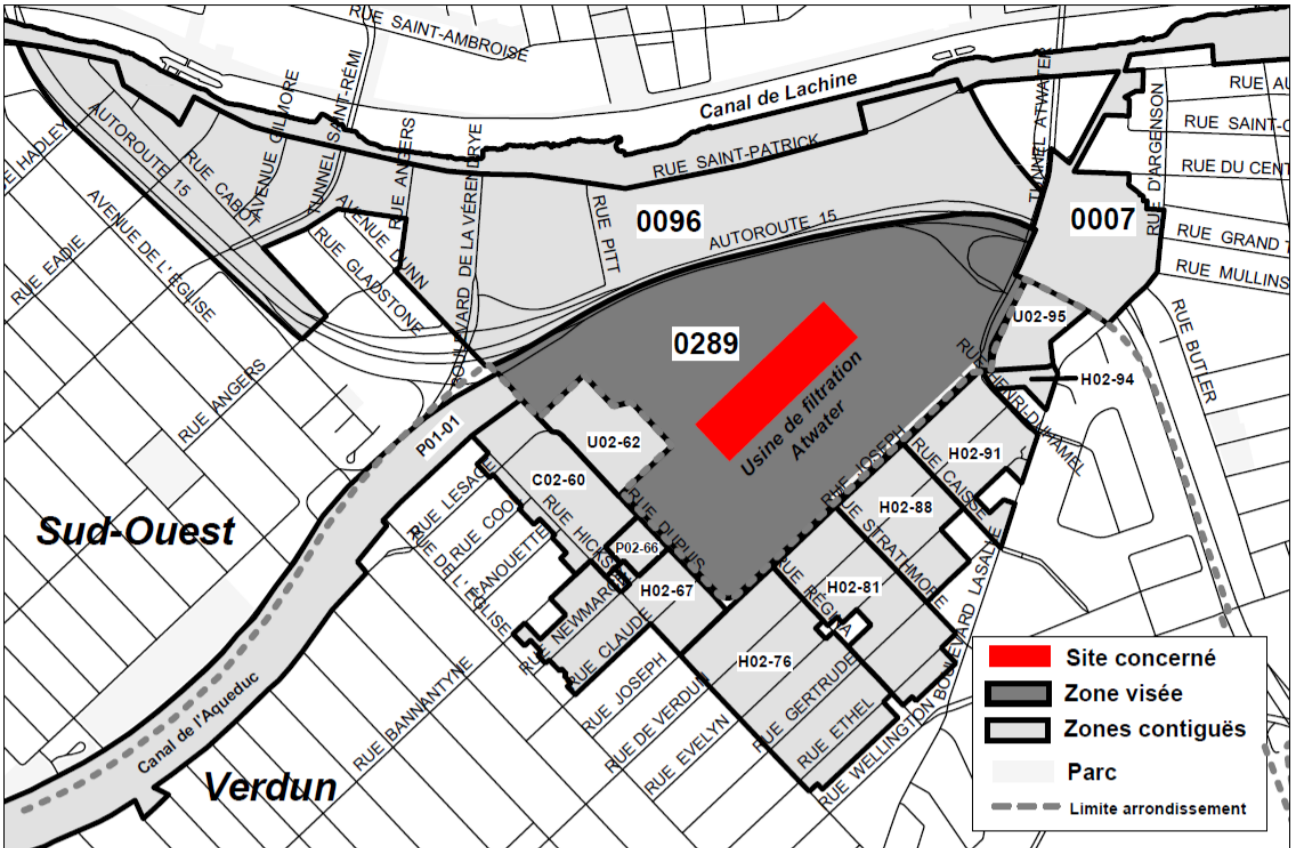 RUE SAINT-AMBROISE
Canal de Lachine
RUE HADLEY
AUTOROUTE 15
RUE CABOT
AVENUE GILMORE
TUNNEL SAINT-RÉMI
RUE ANGERS
BOULEVARD DE LA VÉRENDRYE
RUE SAINT-PATRICK
TUNNEL ATWATER
RUE D'ARGENSON
RUE AU
RUE SAINT-C
RUE DU CENT
RUE GRAND T
RUE MULLINS
RUE BUTLER
AVENUE DE L'ÉGLISE
RUE EADIE
AVENUE DUNN
RUE GLADSTONE
RUE PITT
0096
AUTOROUTE 15
0007
RUE ANGERS
0289
U02-95
RUE HENRI-DUHAMEL
H02-94
Usine de filtration
Atwater
P01-01
U02-62
C02-60
H02-91
RUE JOSEPH
RUE CAISSE
H02-88
RUE STRATHMORE
RUE LESAGE
RUE COOL
RUE HICKSON
P02-66
RUE DUPUIS
RUE DE L'ÉGLISE
H02-67
RUE RÉGINA
H02-81
RUE NEWMARCH
RUE CLAUDE
H02-76
BOULEVARD LASALLE
Sud-Ouest
RUE BANNANTYNE
Canal de l'Aqueduc
RUE JOSEPH
RUE DE VERDUN
RUE EVELYN
RUE GERTRUDE
RUE ETHEL
RUE WELLINGTON
Verdun
Site concerné
Zone visée
Zones contiguës
Parc
Limite arrondissement